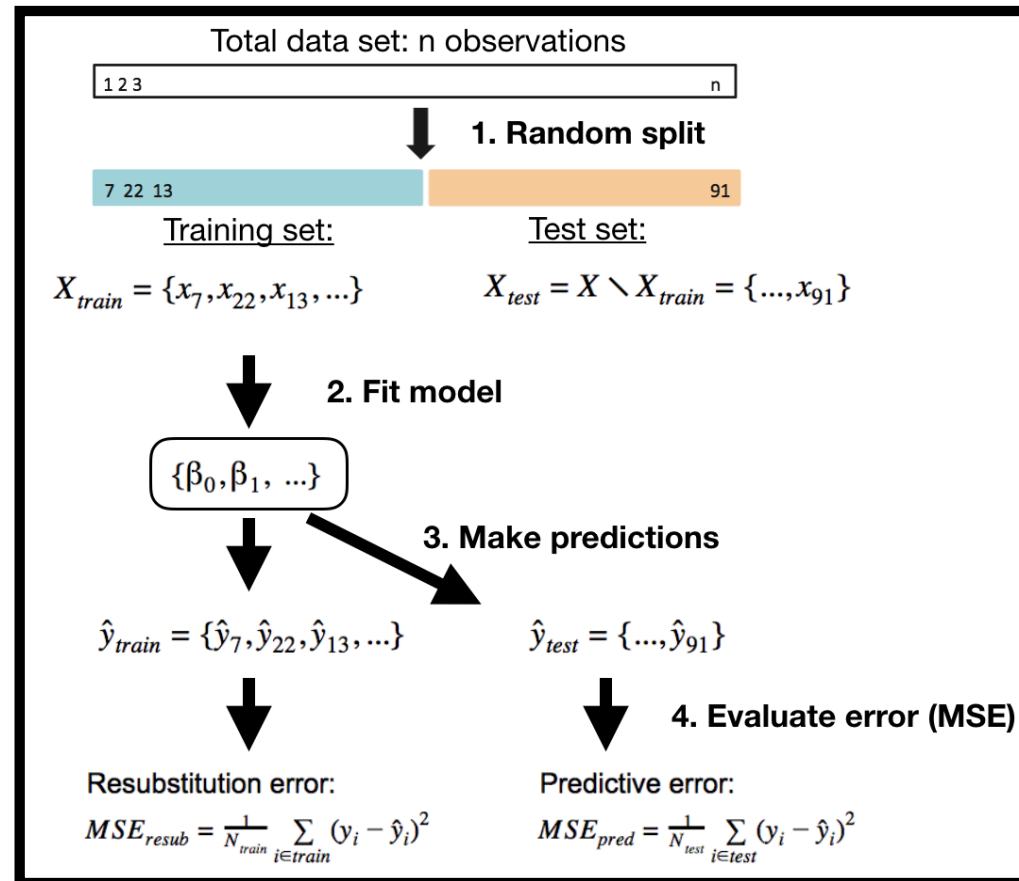 Total data set: n observations
1 2 3 n
1. Random split
7 22 13 91
Training set: Test set:
X_train = {x_7, x_22, x_13, ...} X_test = X \ X_train = {..., x_91}
2. Fit model
{β_0, β_1, ...}
3. Make predictions
ŷ_train = {ŷ_7, ŷ_22, ŷ_13, ...} ŷ_test = {..., ŷ_91}
4. Evaluate error (MSE)
Resubstitution error: Predictive error:
MSE_resub = 1/N_train ∑_{i∈train} (y_i − ŷ_i)² MSE_pred = 1/N_test ∑_{i∈test} (y_i − ŷ_i)²